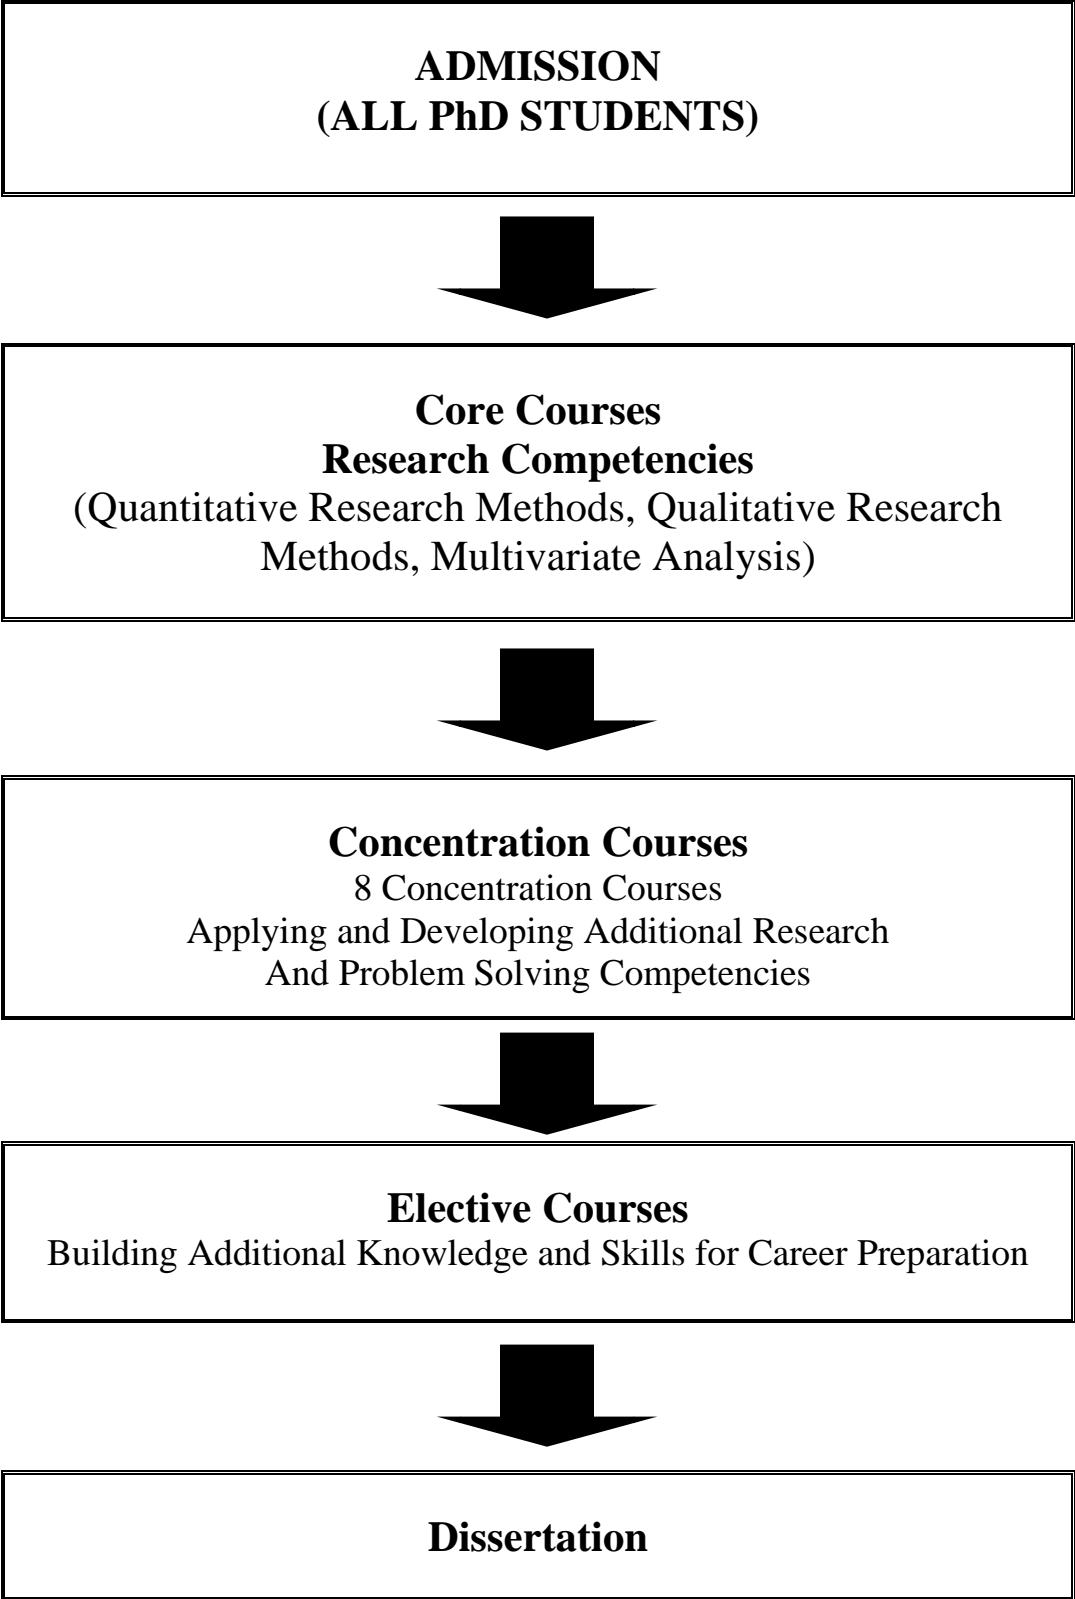 ADMISSION
(ALL PhD STUDENTS)
Core Courses
Research Competencies
(Quantitative Research Methods, Qualitative Research
Methods, Multivariate Analysis)
Concentration Courses
8 Concentration Courses
Applying and Developing Additional Research
And Problem Solving Competencies
Elective Courses
Building Additional Knowledge and Skills for Career Preparation
Dissertation